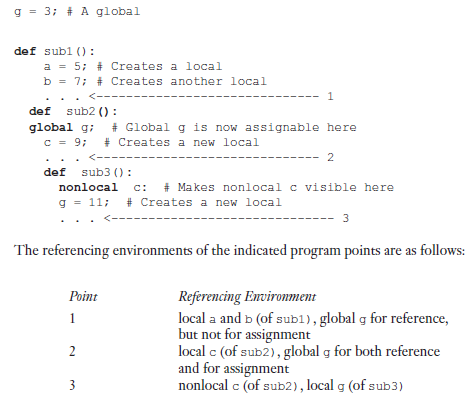 g = 3; # A global
def sub1():
a = 5; # Creates a local
b = 7; # Creates another local
. . . <------------------------------- 1
def sub2():
global g; # Global g is now assignable here
c = 9; # Creates a new local
. . . <------------------------------- 2
def sub3():
nonlocal c: # Makes nonlocal c visible here
g = 11; # Creates a new local
. . . <------------------------------- 3
The referencing environments of the indicated program points are as follows:
Point Referencing Environment
1 local a and b (of sub1), global g for reference,
but not for assignment
2 local c (of sub2), global g for both reference
and for assignment
3 nonlocal c (of sub2), local g (of sub3)